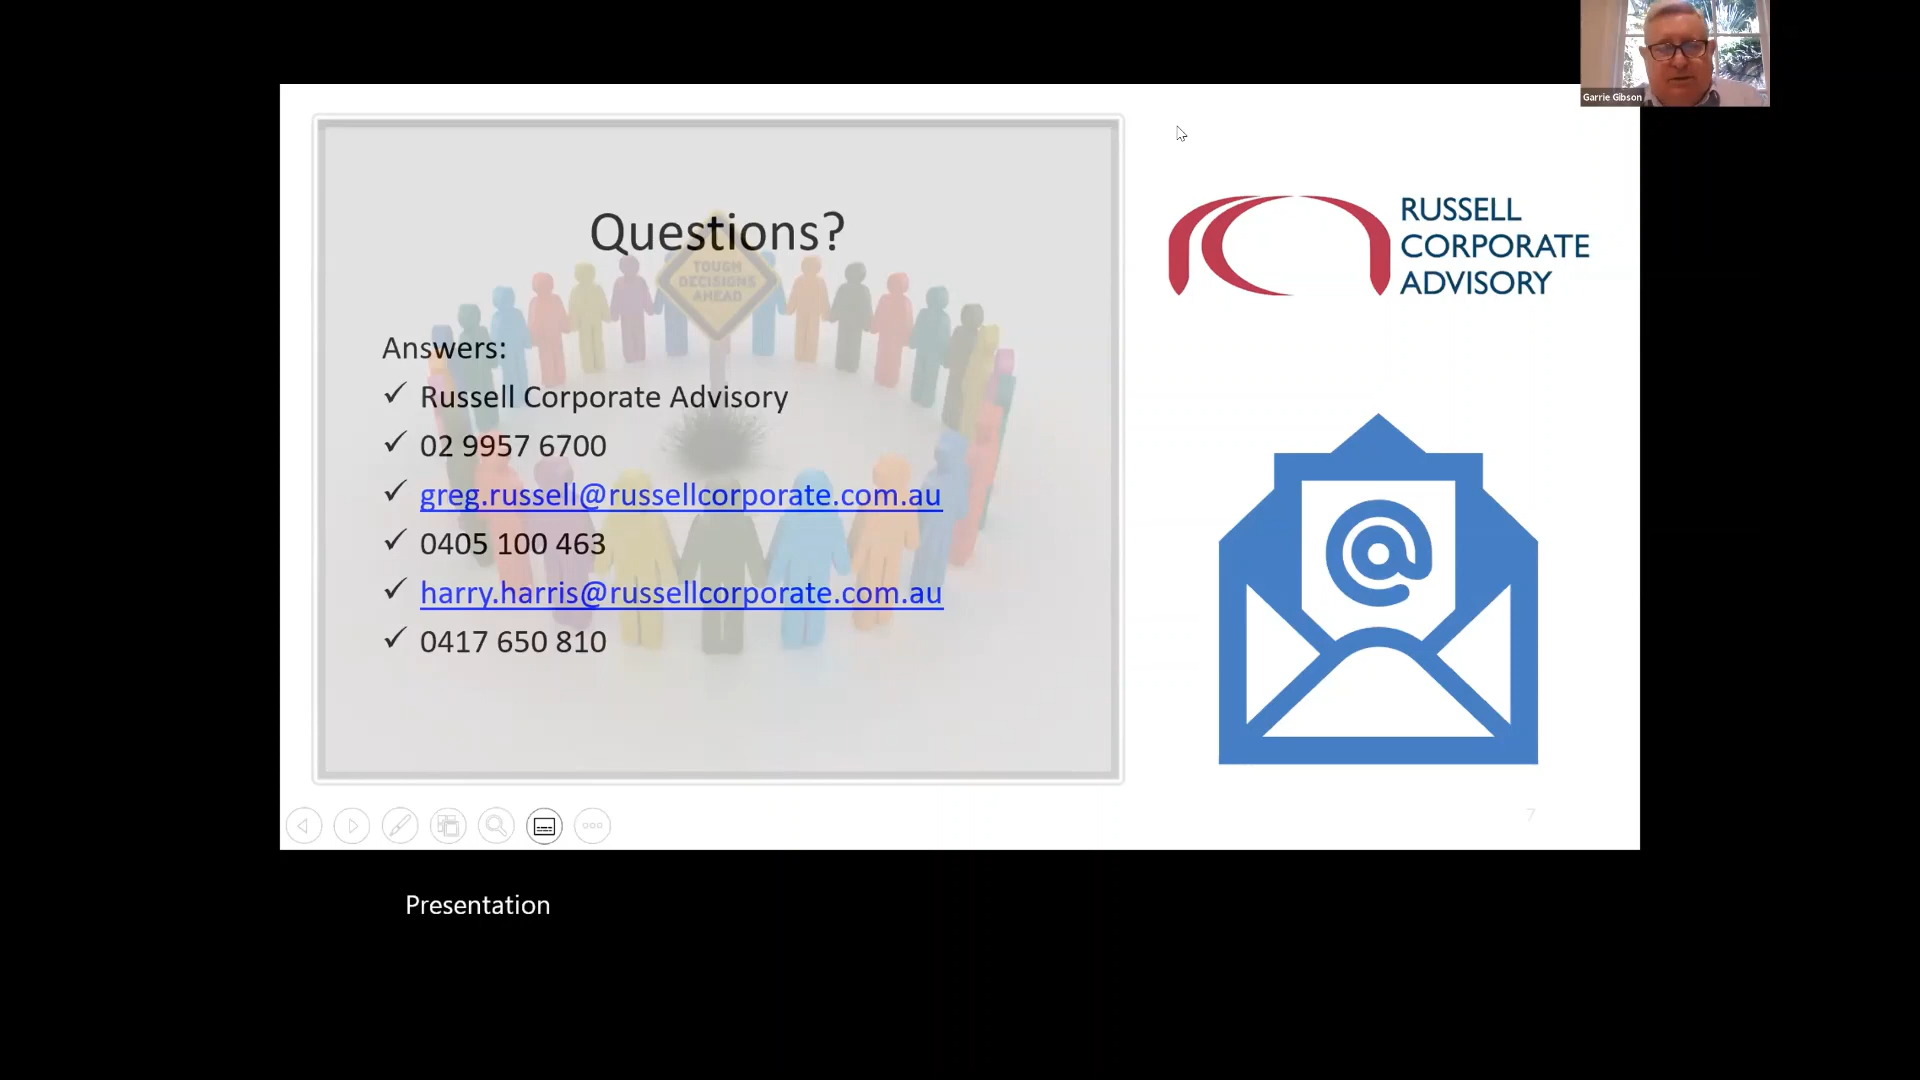 Garrie Gibson
Questions?
TOUGH
DECISIONS
AHEAD
RUSSELL
CORPORATE
ADVISORY
Answers:
✓ Russell Corporate Advisory
✓ 02 9957 6700
✓ greg.russell@russellcorporate.com.au
✓ 0405 100 463
✓ harry.harris@russellcorporate.com.au
✓ 0417 650 810
@
7
Presentation